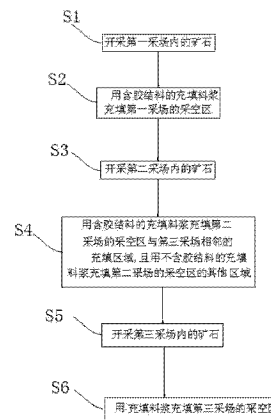 S1
开采第一采场内的矿石
S2
用含胶结料的充填料浆
充填第一采场的采空区
S3
开采第二采场内的矿石
S4
用含胶结料的充填料浆充填第二
采场的采空区与第三采场相邻的
充填区域,且用不含胶结料的充填
料浆充填第二采场的采空区的其他区域
S5
开采第三采场内的矿石
S6
用充填料浆充填第三采场的采空区